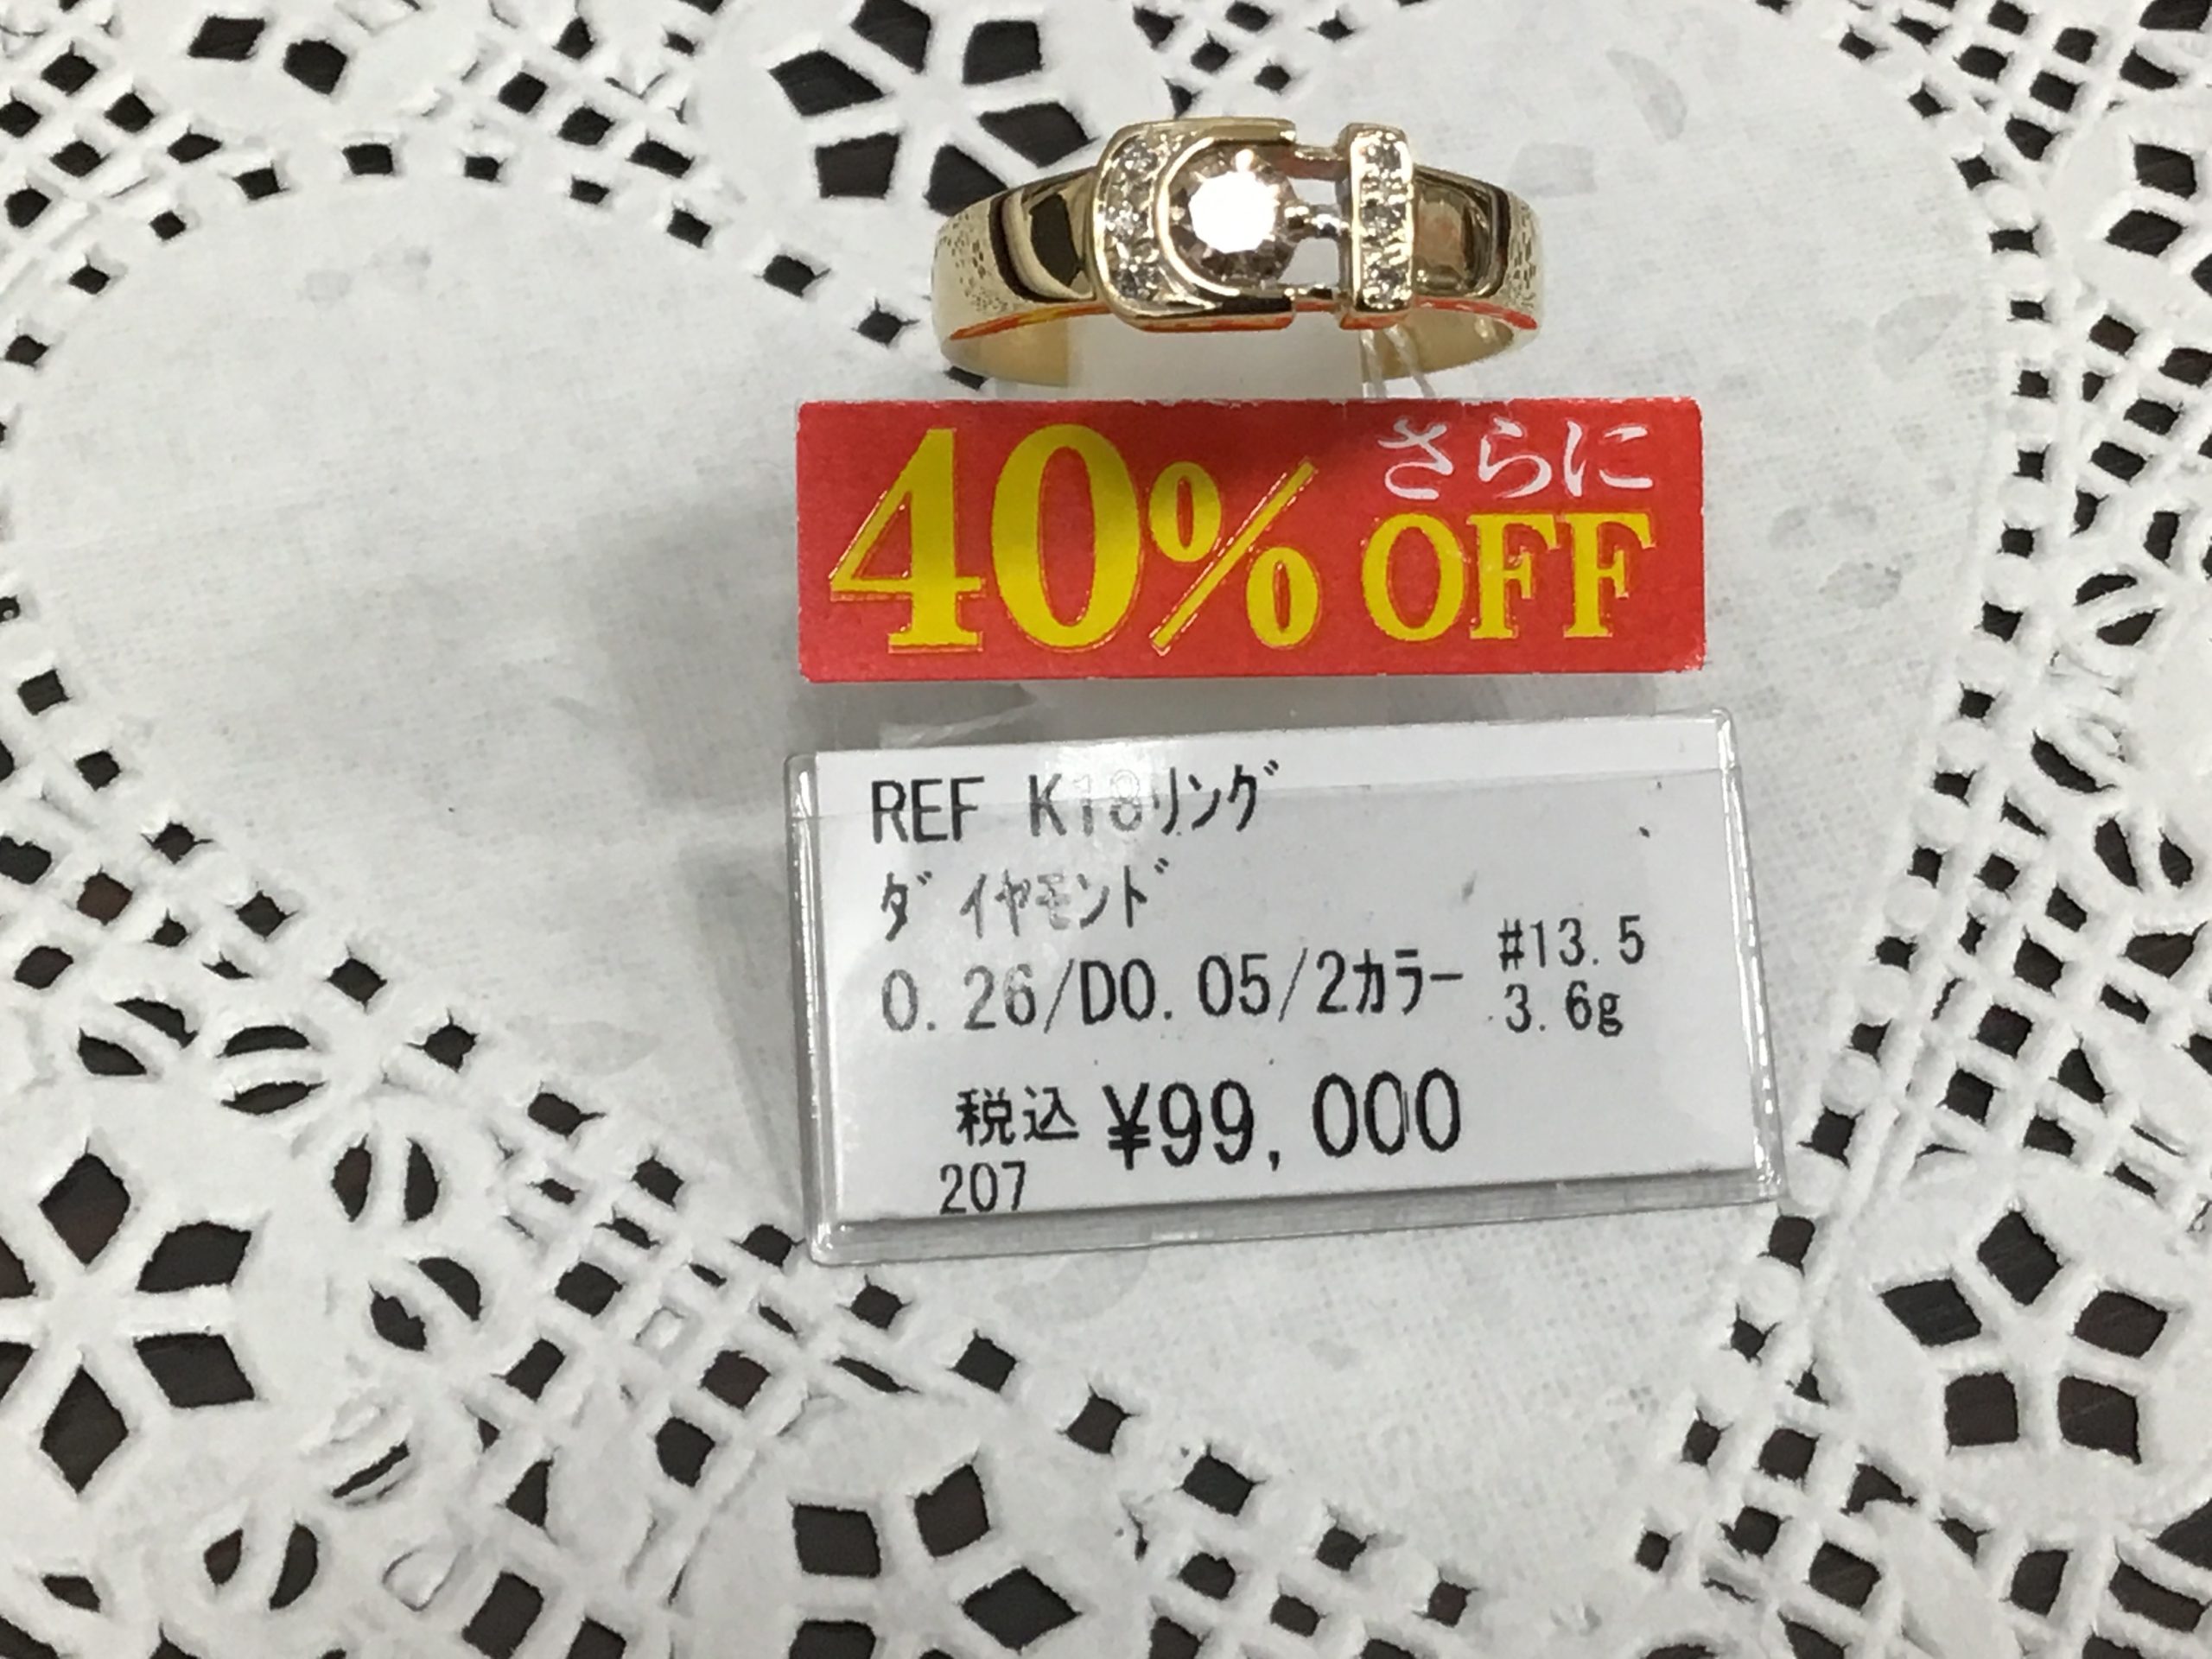 さらに
40% OFF
REF K18リング
ダイヤモンド
0.26/D0.05/2カラー
#13.5
3.6g
税込 ¥99,000
207